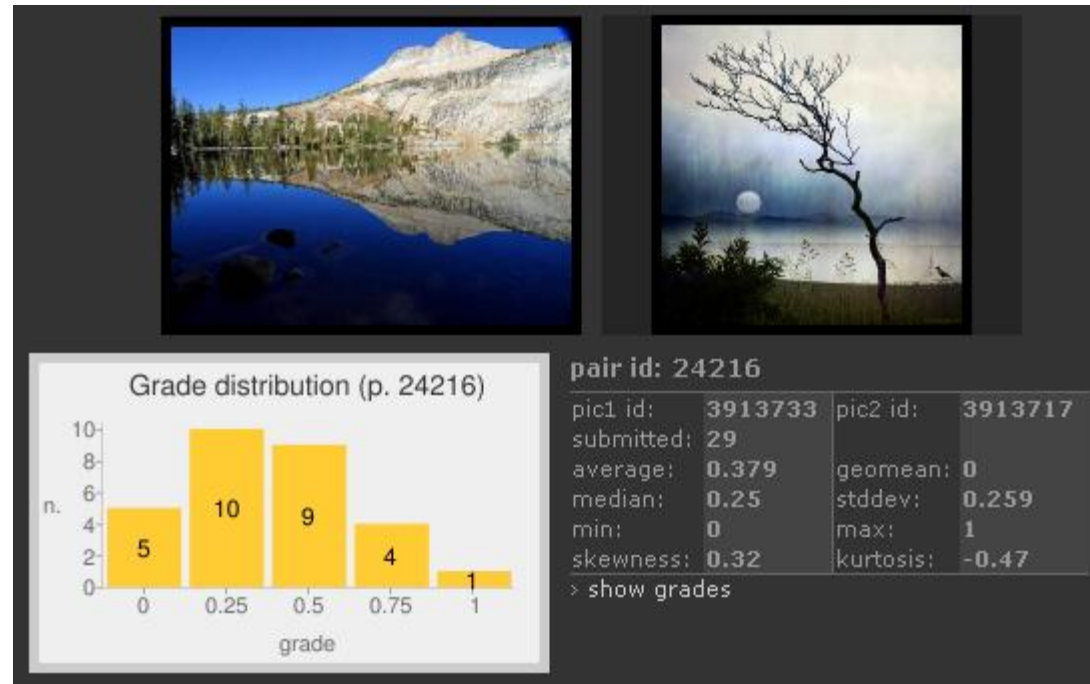 Grade distribution (p. 24216)
10
8
6
4
2
0
n.
5
10
9
4
1
0 0.25 0.5 0.75 1
grade
pair id: 24216
pic1 id: 3913733 pic2 id: 3913717
submitted: 29
average: 0.379 geomean: 0
median: 0.25 stddev: 0.259
min: 0 max: 1
skewness: 0.32 kurtosis: -0.47
> show grades